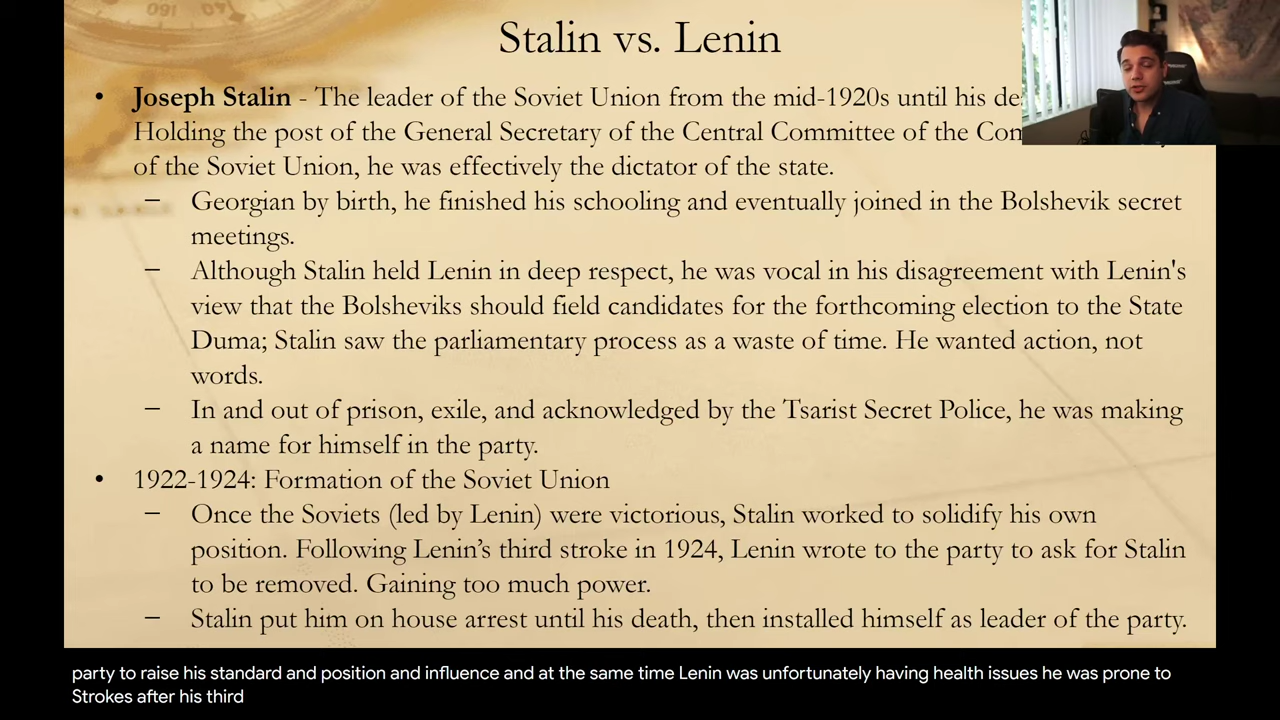 Stalin vs. Lenin
• Joseph Stalin - The leader of the Soviet Union from the mid-1920s until his
Holding the post of the General Secretary of the Central Committee of the
of the Soviet Union, he was effectively the dictator of the state.
– Georgian by birth, he finished his schooling and eventually joined in the Bolshevik secret
meetings.
– Although Stalin held Lenin in deep respect, he was vocal in his disagreement with Lenin's
view that the Bolsheviks should field candidates for the forthcoming election to the State
Duma; Stalin saw the parliamentary process as a waste of time. He wanted action, not
words.
– In and out of prison, exile, and acknowledged by the Tsarist Secret Police, he was making
a name for himself in the party.
• 1922-1924: Formation of the Soviet Union
– Once the Soviets (led by Lenin) were victorious, Stalin worked to solidify his own
position. Following Lenin’s third stroke in 1924, Lenin wrote to the party to ask for Stalin
to be removed. Gaining too much power.
– Stalin put him on house arrest until his death, then installed himself as leader of the party.
party to raise his standard and position and influence and at the same time Lenin was unfortunately having health issues he was prone to
Strokes after his third